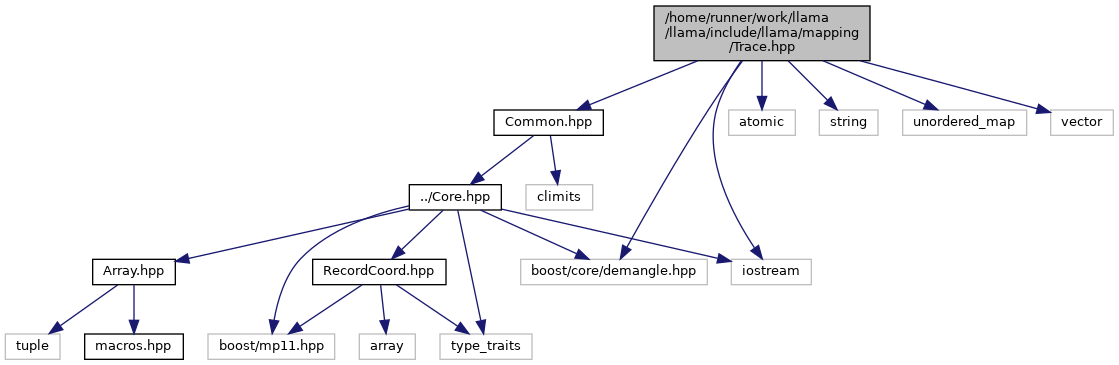 /home/runner/work/llama
/llama/include/llama/mapping
/Trace.hpp
Common.hpp
atomic
string
unordered_map
vector
../Core.hpp
climits
Array.hpp
RecordCoord.hpp
boost/core/demangle.hpp
iostream
tuple
macros.hpp
boost/mp11.hpp
array
type_traits